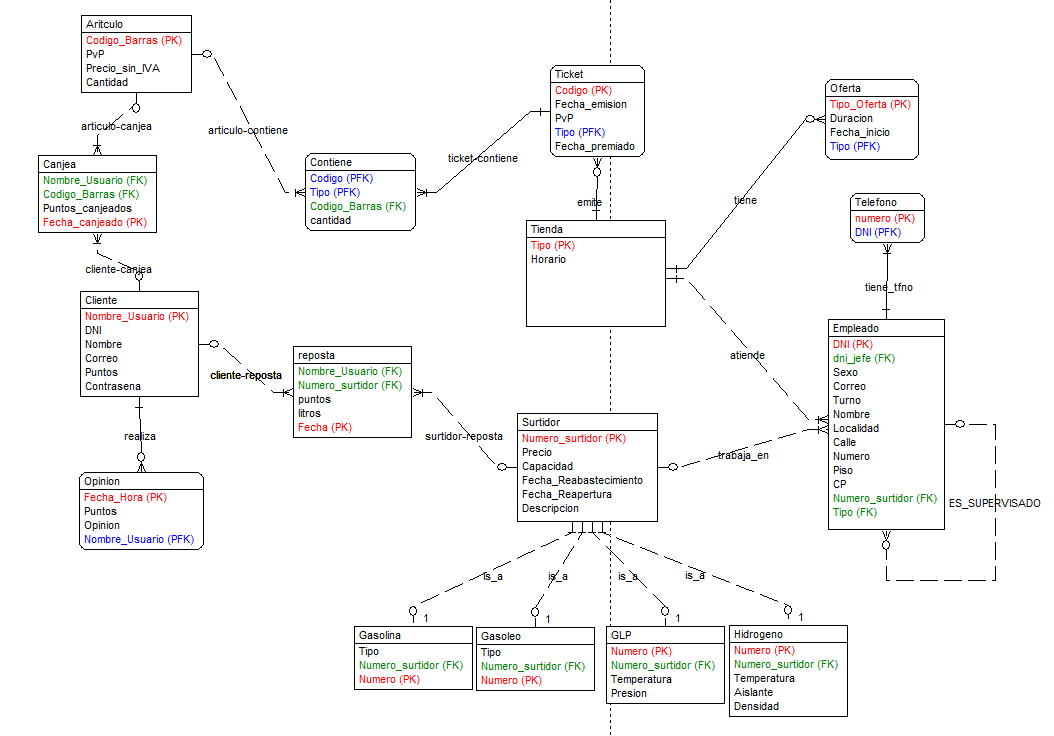 Aritculo
Codigo_Barras (PK)
PvP
Precio_sin_IVA
Cantidad
articulo-canjea
articulo-contiene
Canjea
Nombre_Usuario (FK)
Codigo_Barras (FK)
Puntos_canjeados
Fecha_canjeado (PK)
cliente-canjea
Contiene
Codigo (PFK)
Tipo (PFK)
Codigo_Barras (FK)
cantidad
ticket-contiene
Ticket
Codigo (PK)
Fecha_emision
PvP
Tipo (PFK)
Fecha_premiado
emite
Tienda
Tipo (PK)
Horario
tiene
Oferta
Tipo_Oferta (PK)
Duracion
Fecha_inicio
Tipo (PFK)
Telefono
numero (PK)
DNI (PFK)
tiene_tfno
atiende
Cliente
Nombre_Usuario (PK)
DNI
Nombre
Correo
Puntos
Contrasena
cliente-reposta
realiza
reposta
Nombre_Usuario (FK)
Numero_surtidor (FK)
puntos
litros
Fecha (PK)
surtidor-reposta
Opinion
Fecha_Hora (PK)
Puntos
Opinion
Nombre_Usuario (PFK)
Surtidor
Numero_surtidor (PK)
Precio
Capacidad
Fecha_Reabastecimiento
Fecha_Reapertura
Descripcion
trabaja_en
Empleado
DNI (PK)
dni_jefe (FK)
Sexo
Correo
Turno
Nombre
Localidad
Calle
Numero
Piso
CP
Numero_surtidor (FK)
Tipo (FK)
ES_SUPERVISADO
is_a
is_a
is_a
is_a
1
1
1
1
Gasolina
Tipo
Numero_surtidor (FK)
Numero (PK)
Gasoleo
Tipo
Numero_surtidor (FK)
Numero (PK)
GLP
Numero (PK)
Numero_surtidor (FK)
Temperatura
Presion
Hidrogeno
Numero (PK)
Numero_surtidor (FK)
Temperatura
Aislante
Densidad